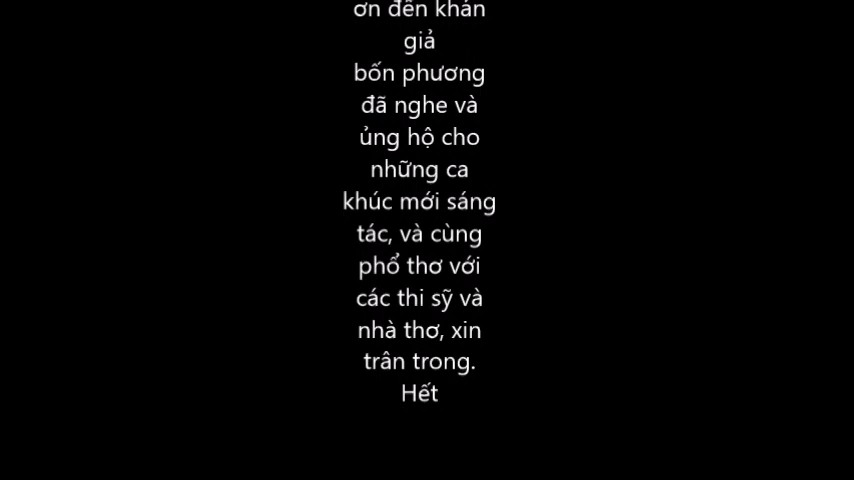 ơn đến khán
giả
bốn phương
đã nghe và
ủng hộ cho
những ca
khúc mới sáng
tác, và cùng
phổ thơ với
các thi sỹ và
nhà thơ, xin
trân trong.
Hết